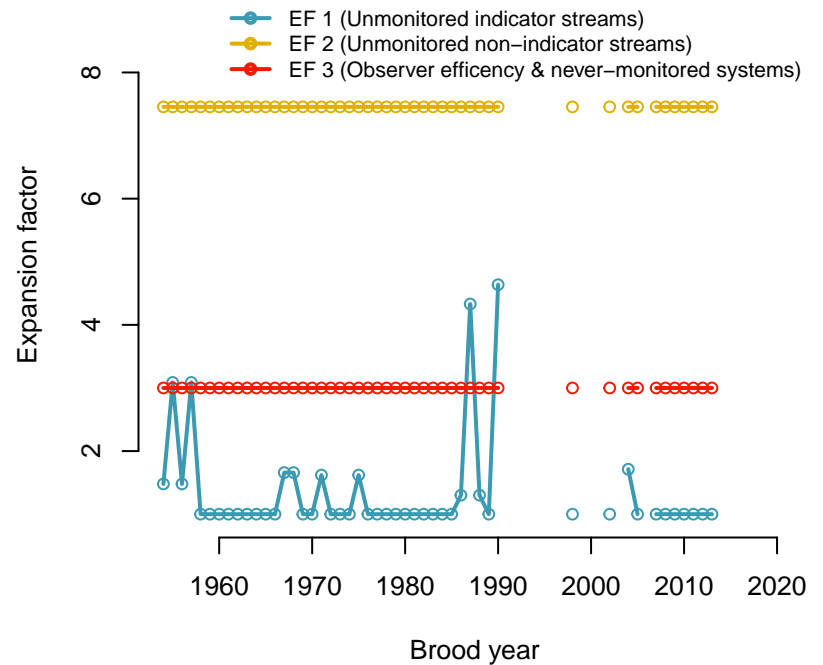 EF 1 (Unmonitored indicator streams)
EF 2 (Unmonitored non−indicator streams)
EF 3 (Observer efficency & never−monitored systems)
8
6
4
2
Expansion factor
1960 1970 1980 1990 2000 2010 2020
Brood year